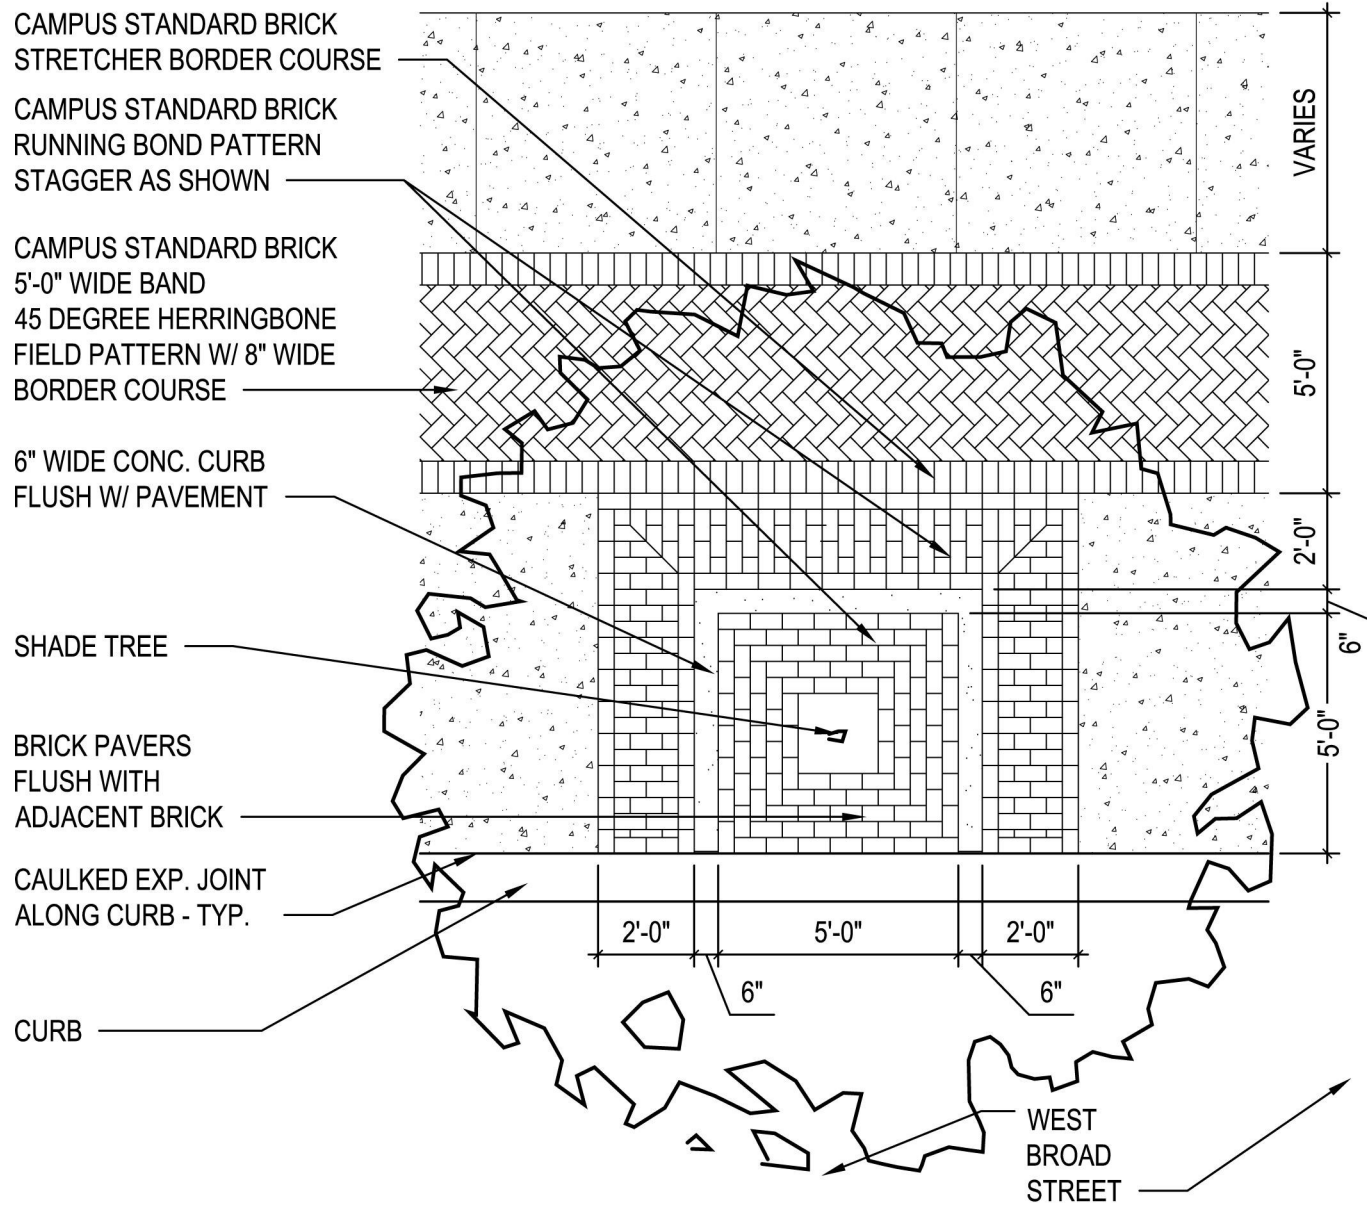 CAMPUS STANDARD BRICK
STRETCHER BORDER COURSE
CAMPUS STANDARD BRICK
RUNNING BOND PATTERN
STAGGER AS SHOWN
CAMPUS STANDARD BRICK
5'-0" WIDE BAND
45 DEGREE HERRINGBONE
FIELD PATTERN W/ 8" WIDE
BORDER COURSE
6" WIDE CONC. CURB
FLUSH W/ PAVEMENT
SHADE TREE
BRICK PAVERS
FLUSH WITH
ADJACENT BRICK
CAULKED EXP. JOINT
ALONG CURB - TYP.
CURB
VARIES
5'-0"
2'-0"
6"
5'-0"
2'-0"
5'-0"
2'-0"
6"
6"
WEST
BROAD
STREET